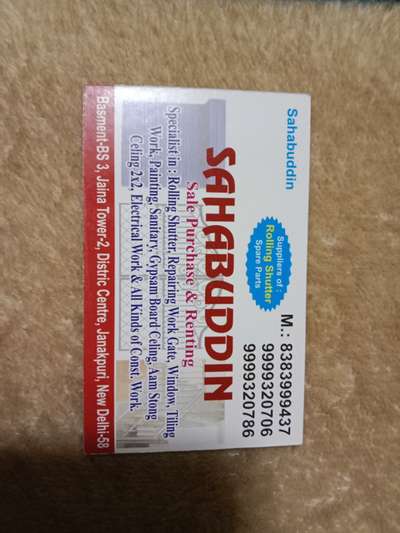 Sahabuddin
Suppliers of :
Rolling Shutter
Spare Parts
M.: 8383999437
9999320706
9999320786
SAHABUDDIN
Sale Purchase & Renting
Specialist in : Rolling Shutter, Repairing Work Gate, Window, Tiling
Work, Painting, Sanitary, Gypsam Board Celing, Aam Stong
Celing 2x2, Electrical Work & All Kinds of Const. Work.
Basment-BS 3, Jaina Tower-2, Distric Centre, Janakpuri, New Delhi-58